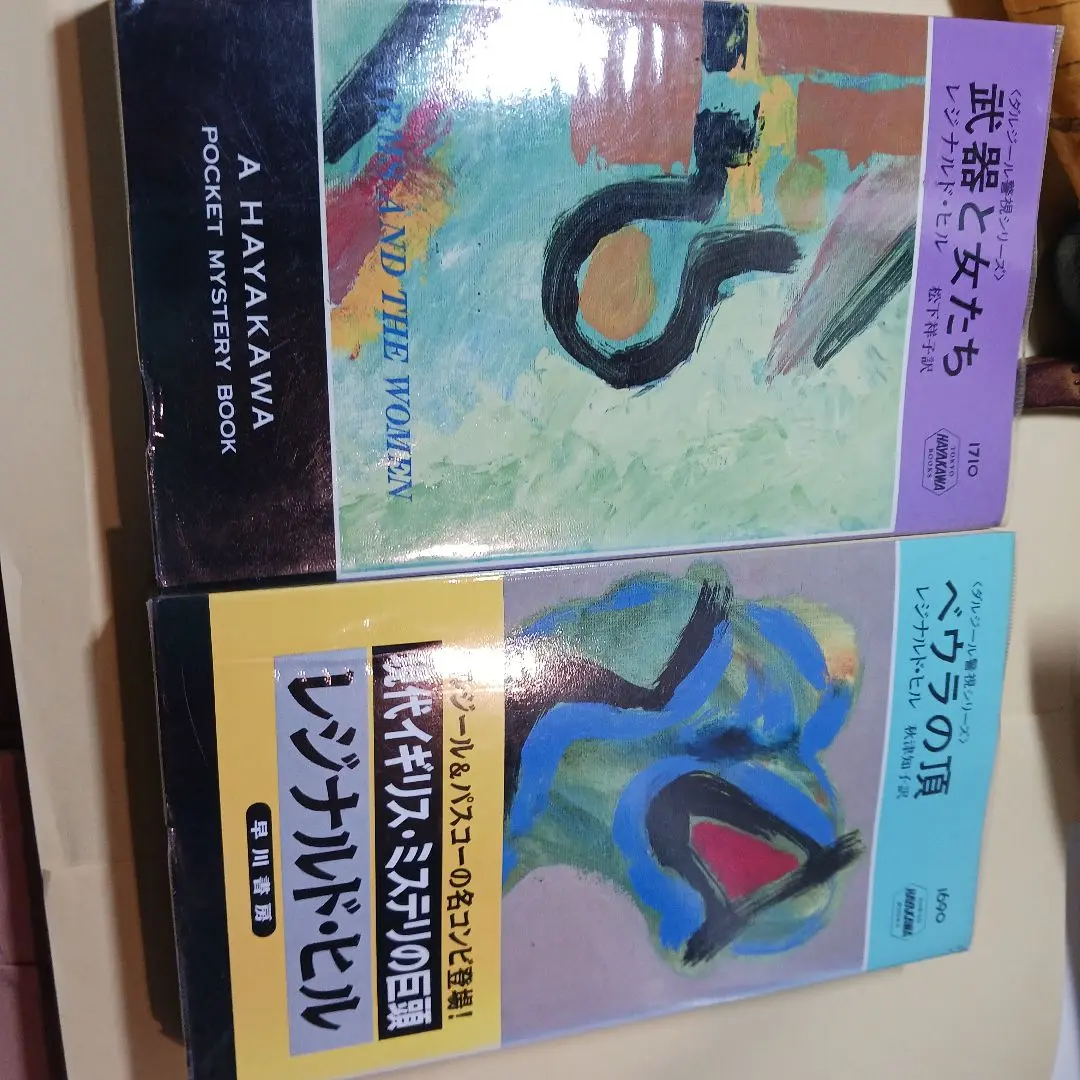 〈ダルジール警視シリーズ〉
武器と女たち
レジナルド・ヒル
松下祥子訳
1710
TOKYO
HAYAKAWA
BOOKS
ARMS AND THE WOMEN
A HAYAKAWA
POCKET MYSTERY BOOK
〈ダルジール警視シリーズ〉
ベウラの頂
レジナルド・ヒル 秋津知子訳
1690
HAYAKAWA
ジール&パスコーの名コンビ登場!
現代イギリス・ミステリの巨頭
レジナルド・ヒル
早川書房